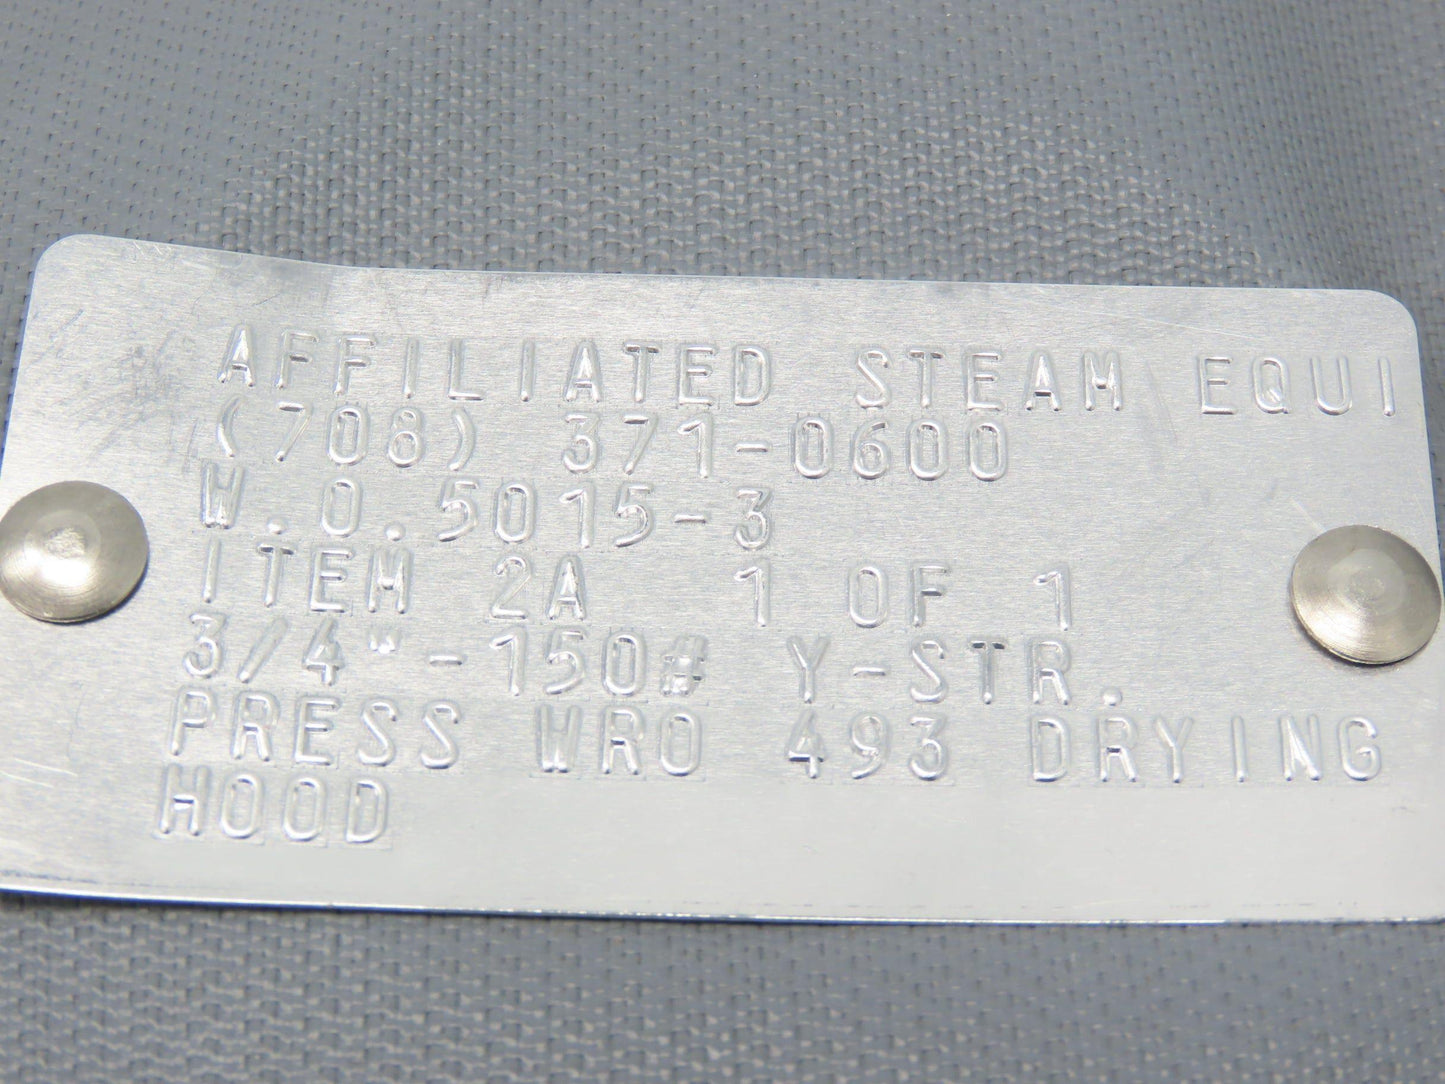 AFFILIATED STEAM EQUI
(708) 371-0600
W.O.5015-3
ITEM 2A 1 OF 1
3/4"-150# Y-STR.
PRESS WRO 493 DRYING
HOOD